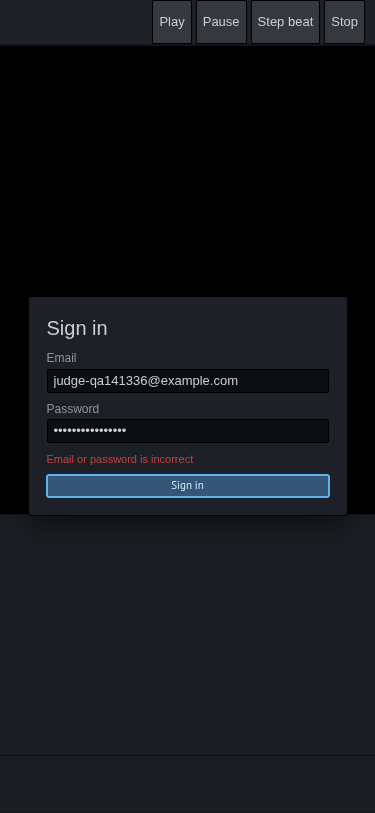 Play Pause Step beat Stop
Sign in
Email
judge-qa141336@example.com
Password
••••••••••••••••
Email or password is incorrect
Sign in